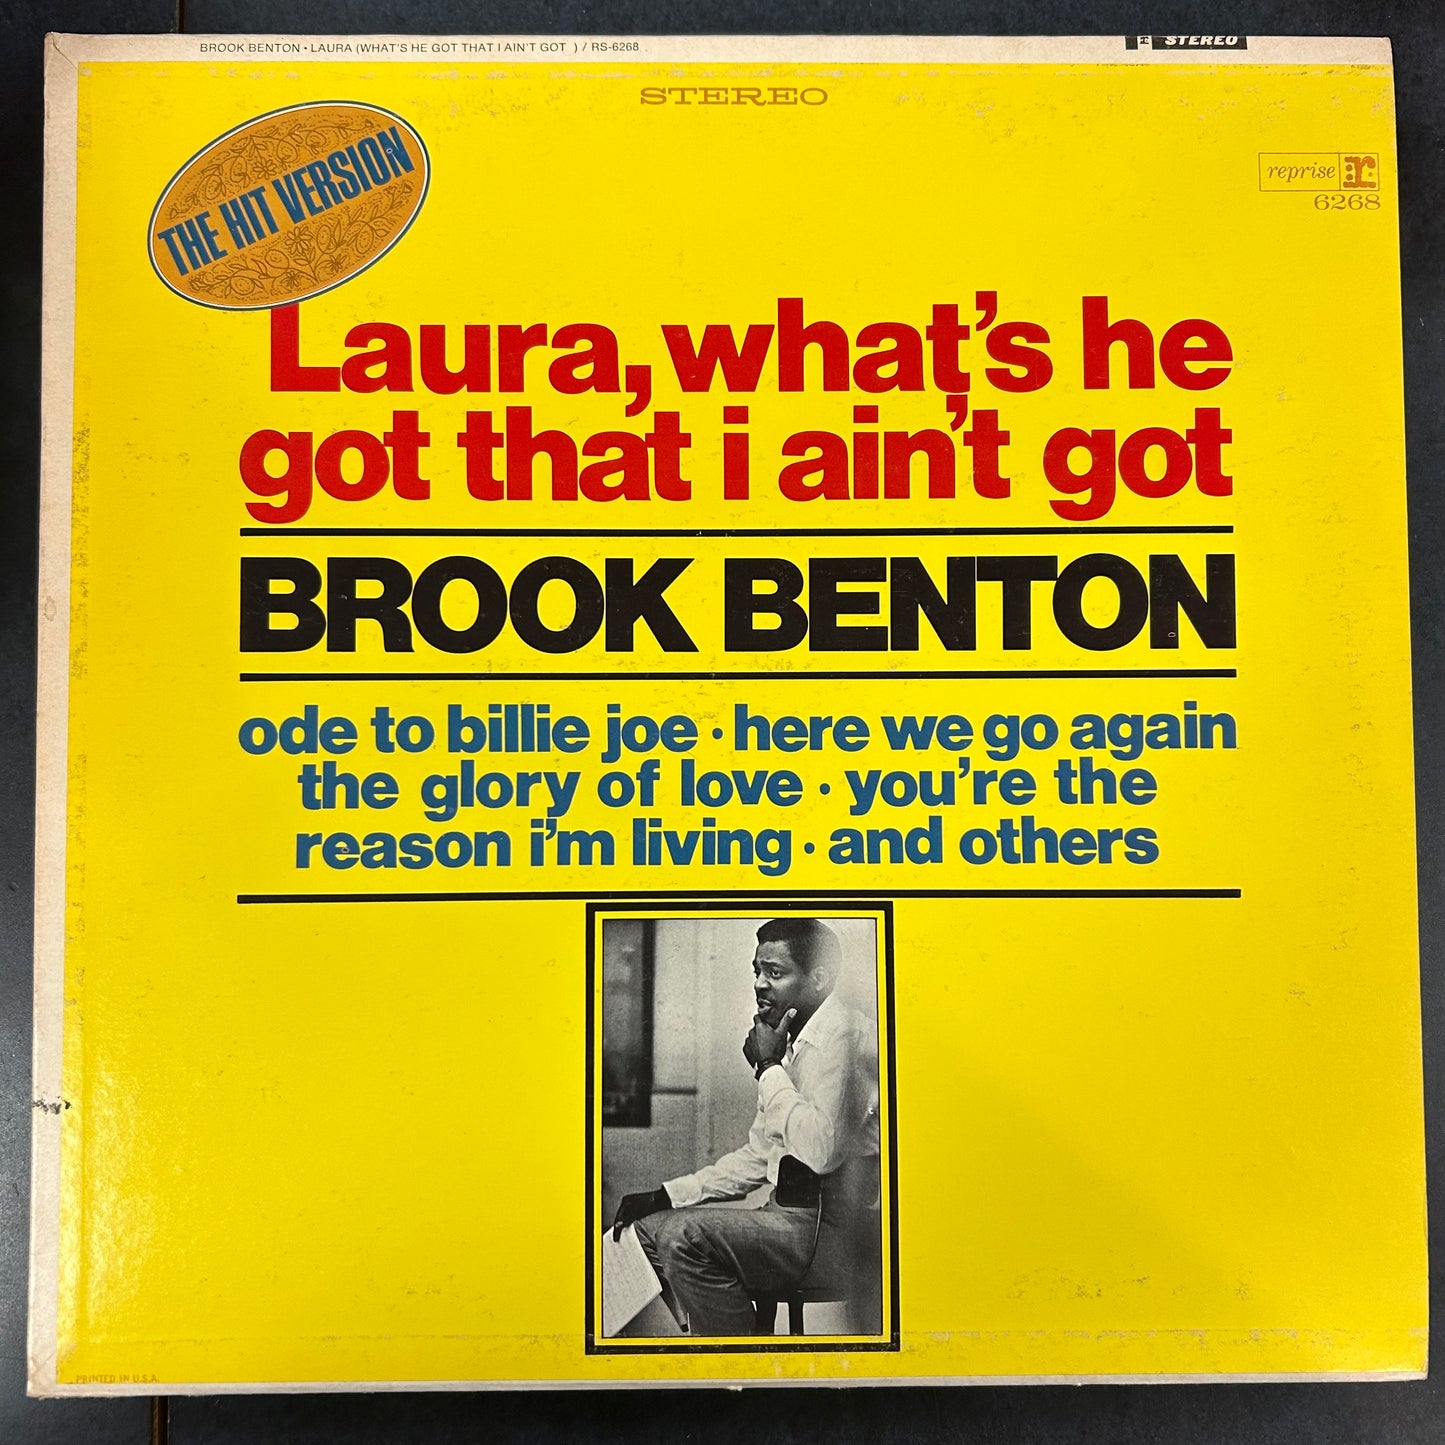 BROOK BENTON • LAURA (WHAT'S HE GOT THAT I AIN'T GOT ) / RS-6268
STEREO
STEREO
THE HIT VERSION
reprise r
6268
Laura, what's he
got that i ain't got
BROOK BENTON
ode to billie joe • here we go again
the glory of love • you're the
reason i'm living • and others
PRINTED IN U.S.A.